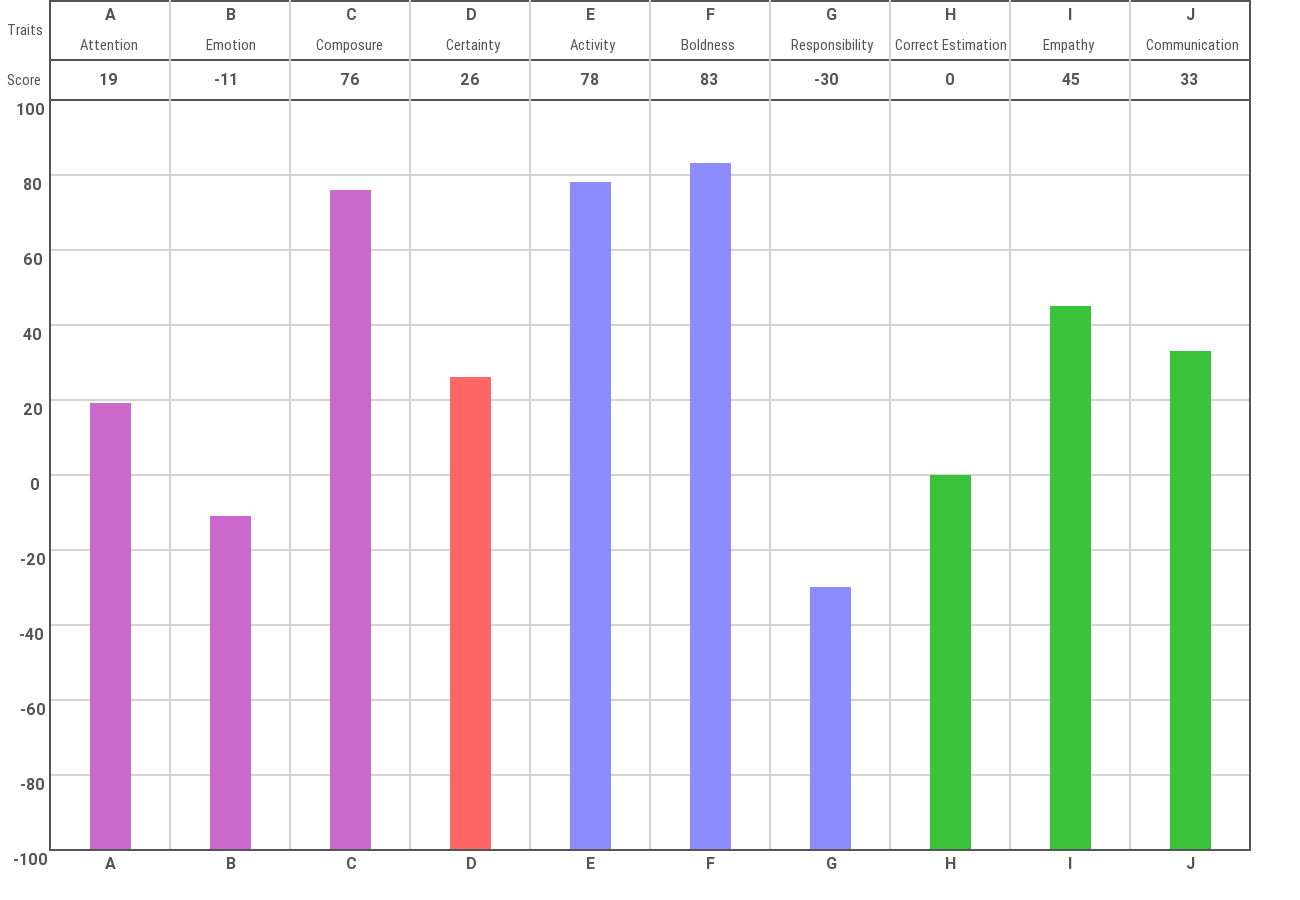 A B C D E F G H I J
Traits
Attention Emotion Composure Certainty Activity Boldness Responsibility Correct Estimation Empathy Communication
Score 19 -11 76 26 78 83 -30 0 45 33
100
80
60
40
20
0
-20
-40
-60
-80
-100
A B C D E F G H I J